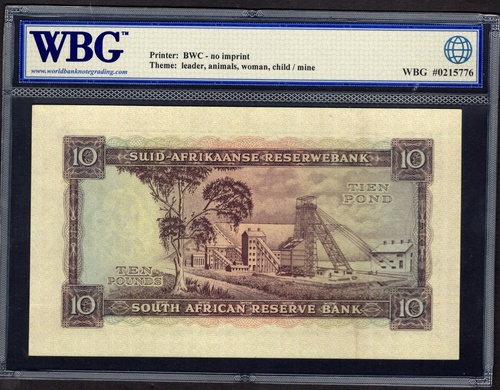 WBG™
www.worldbanknotegrading.com
Printer: BWC - no imprint
Theme: leader, animals, woman, child / mine
WBG #0215776
10 SUID-AFRIKAANSE RESERWEBANK 10
TIEN
POND
TEN
POUNDS
10 SOUTH AFRICAN RESERVE BANK 10